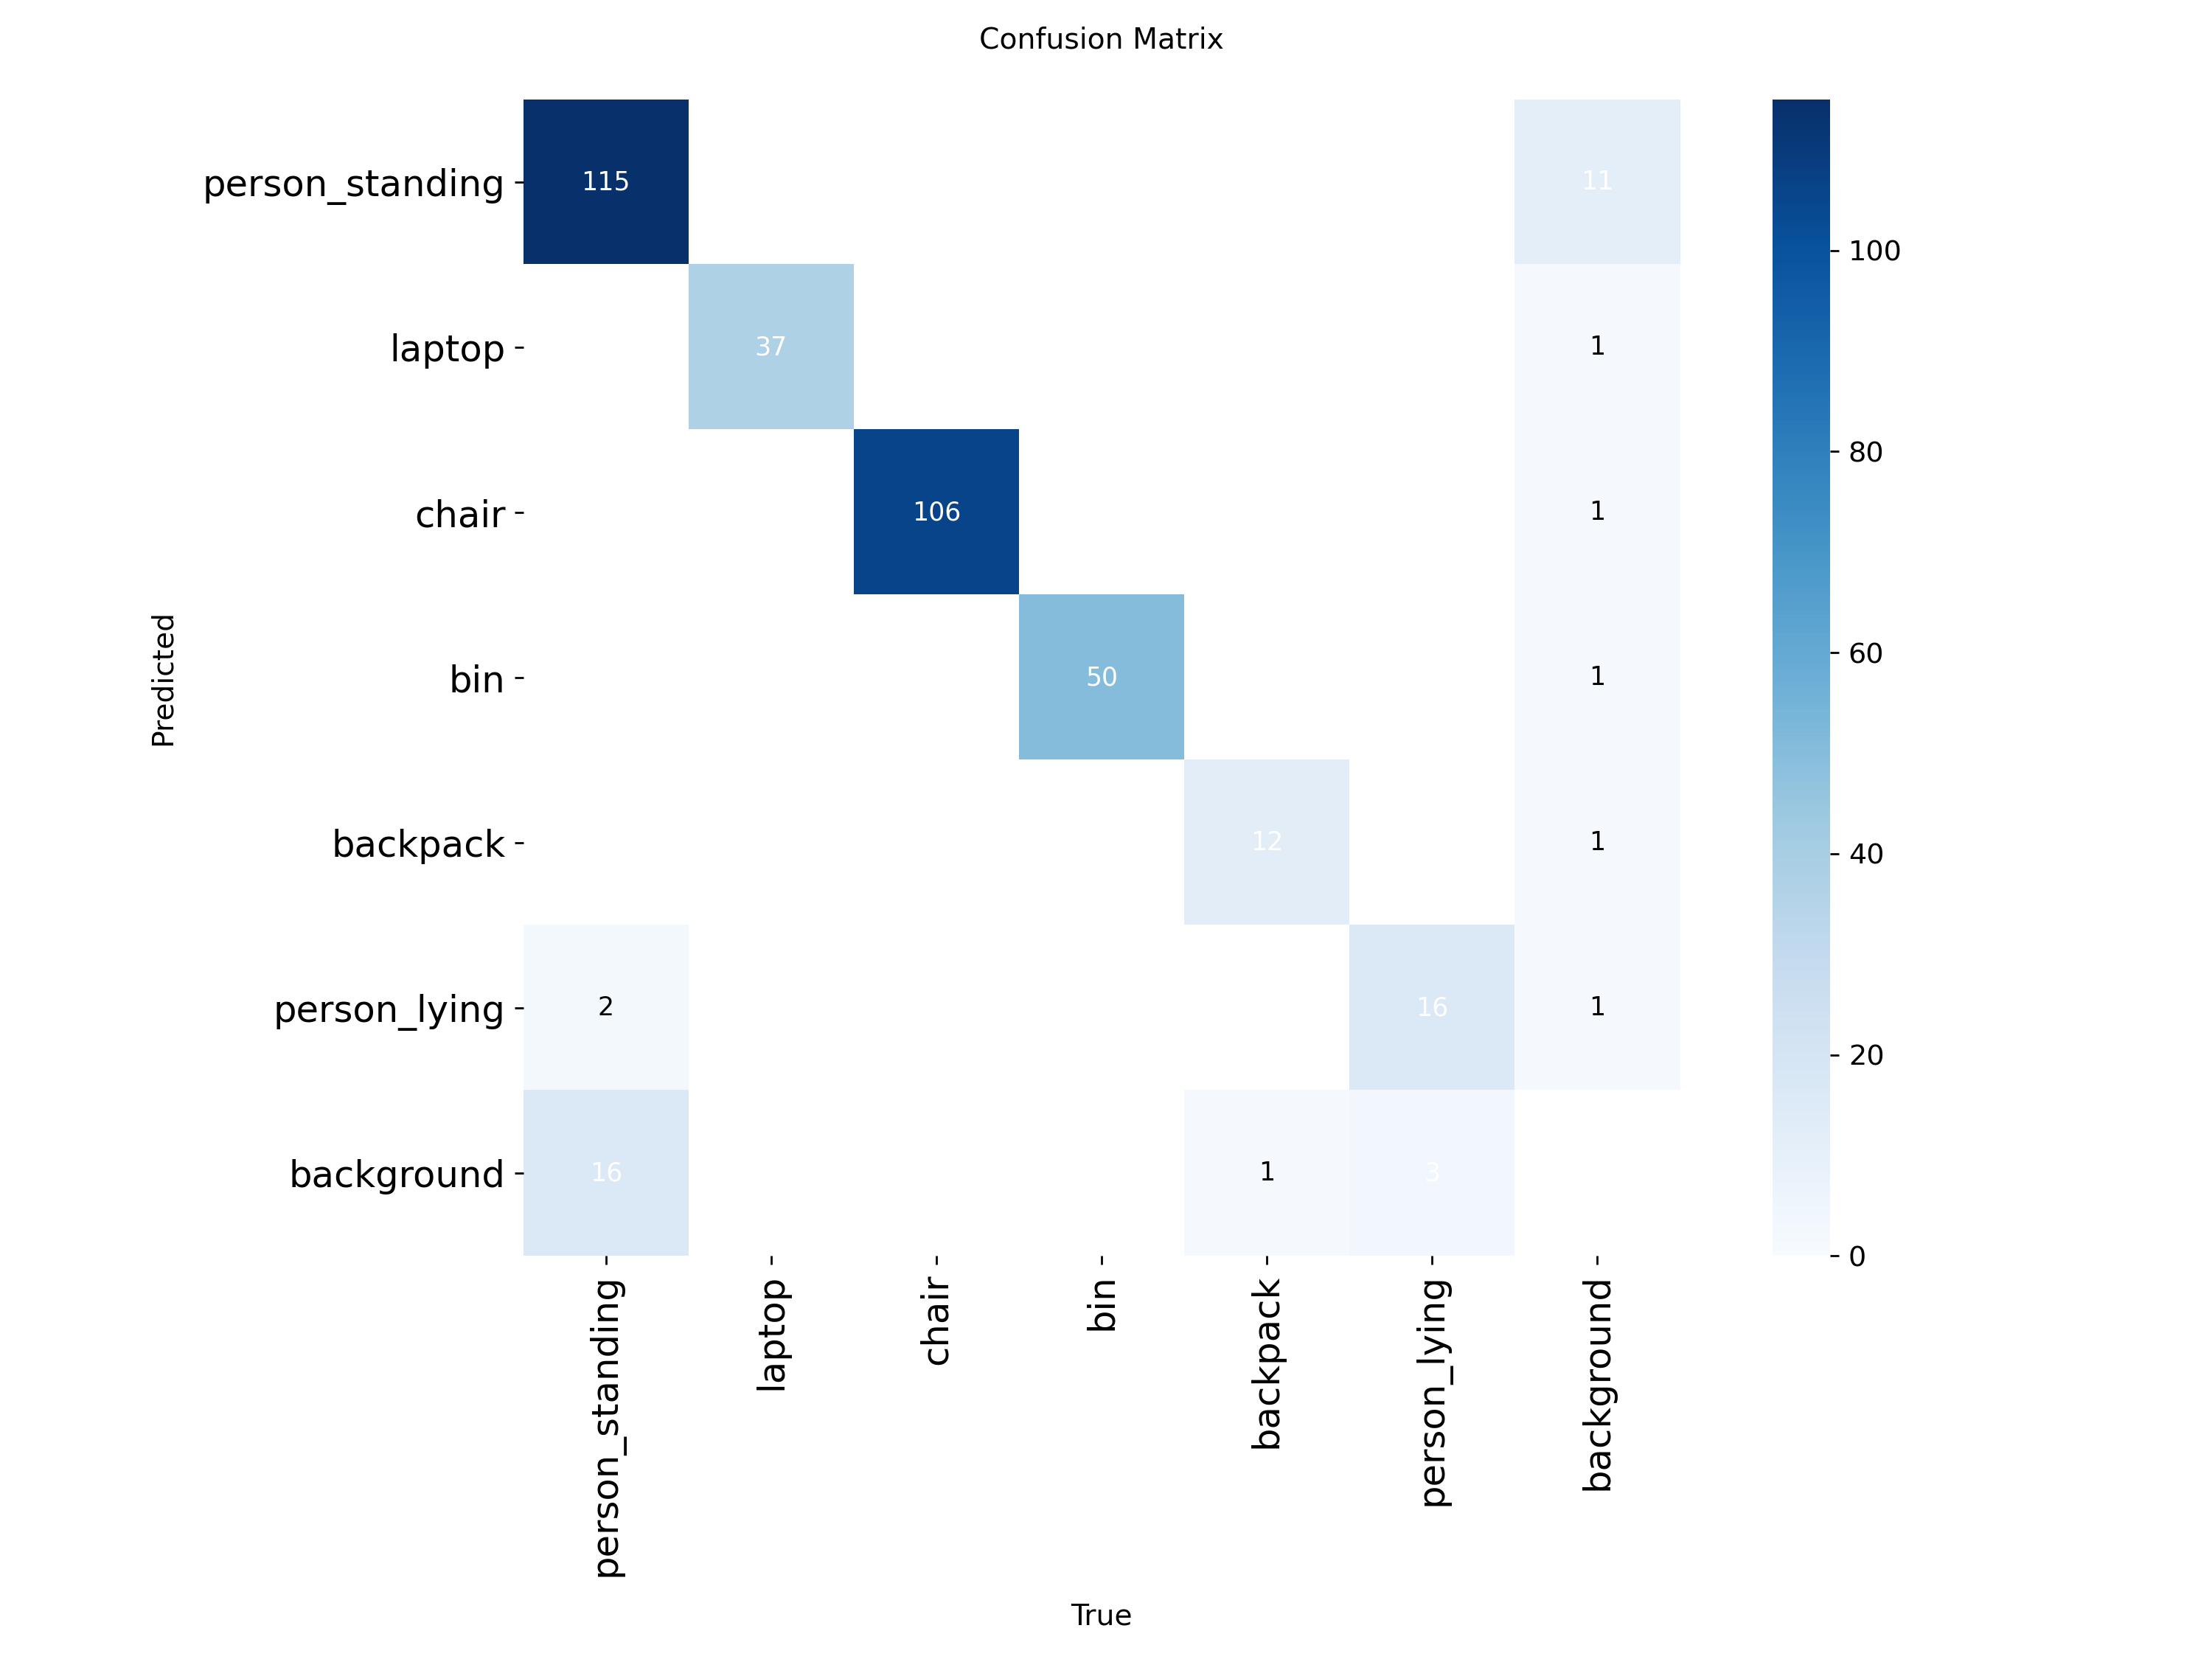 Confusion Matrix
person_standing
115
11
laptop
37
1
chair
106
1
bin
50
1
backpack
12
1
person_lying
2
16
1
background
16
1
3
Predicted
person_standing
laptop
chair
bin
backpack
person_lying
background
True
100
80
60
40
20
0